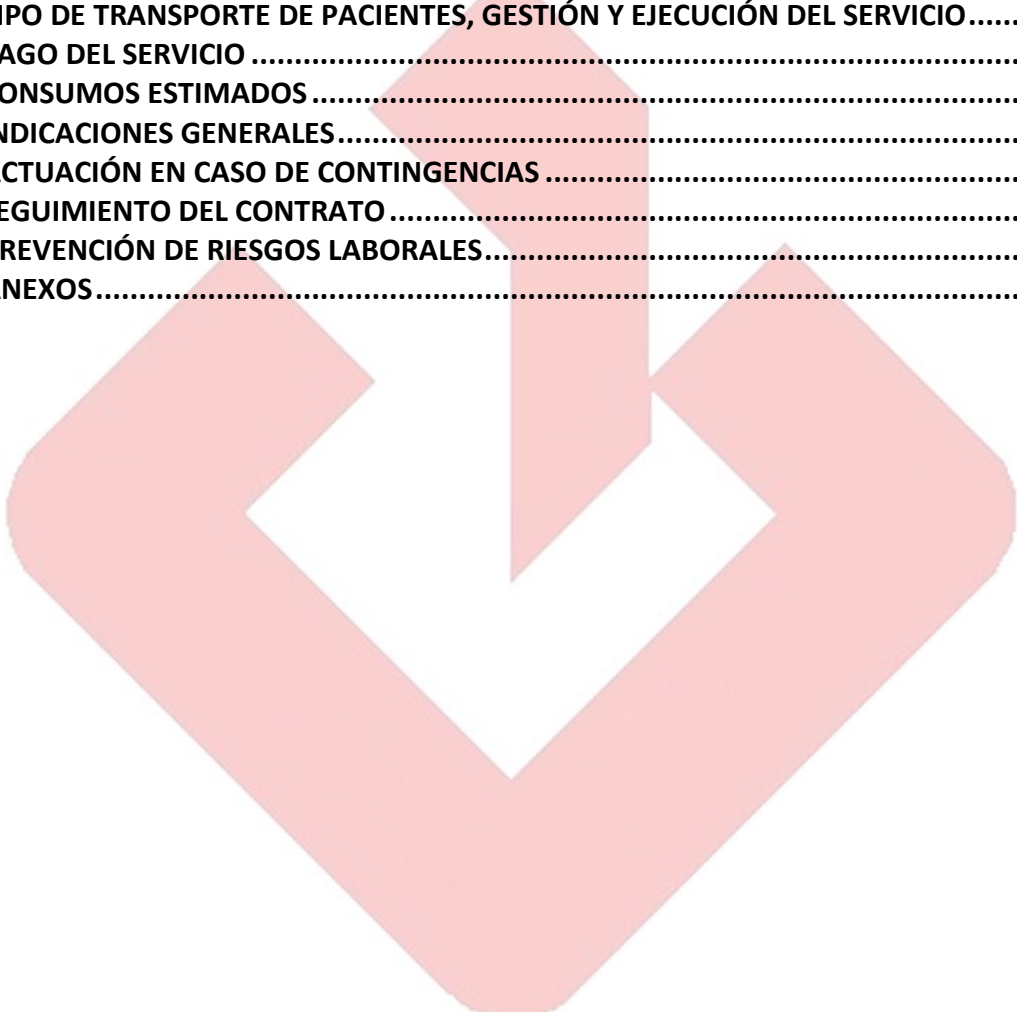 IPO DE TRANSPORTE DE PACIENTES, GESTIÓN Y EJECUCIÓN DEL SERVICIO......
AGO DEL SERVICIO ................................................................................
ONSUMOS ESTIMADOS ................................................................................
NDICACIONES GENERALES................................................................................
ACTUACIÓN EN CASO DE CONTINGENCIAS ................................................................
EGUIMIENTO DEL CONTRATO ................................................................................
REVENCIÓN DE RIESGOS LABORALES................................................................
NEXOS................................................................................